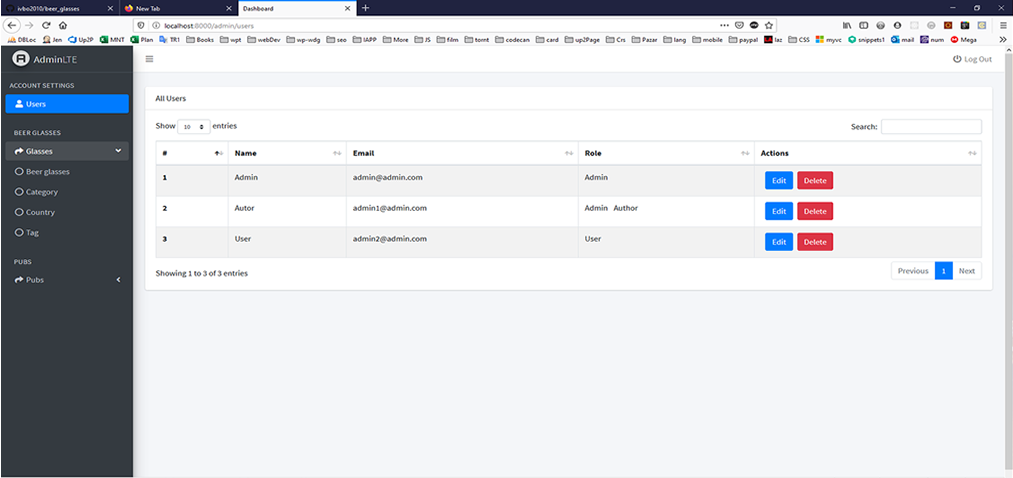 ivbo2010/beer_glasses New Tab Dashboard
localhost:8000/admin/users
DBLoc Jen Up2P MNT Plan TR1 Books wpt webDev wp-wdg seo IAPP More JS film tornt codecan card up2Page Crs Pazar lang mobile paypal laz CSS myvc snippets1 mail num Mega
AdminLTE
Log Out
ACCOUNT SETTINGS
Users
BEER GLASSES
Glasses
Beer glasses
Category
Country
Tag
PUBS
Pubs
All Users
Show 10 entries Search:
# Name Email Role Actions
1 Admin admin@admin.com Admin Edit Delete
2 Autor admin1@admin.com Admin Author Edit Delete
3 User admin2@admin.com User Edit Delete
Showing 1 to 3 of 3 entries Previous 1 Next